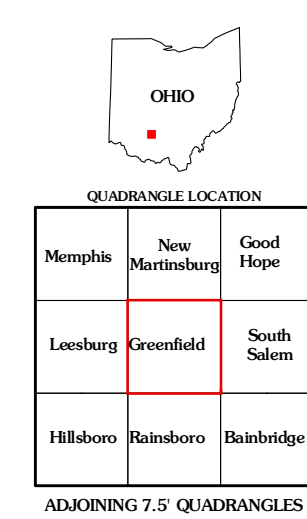 OHIO
QUADRANGLE LOCATION
Memphis
New
Martinsburg
Good
Hope
Leesburg
Greenfield
South
Salem
Hillsboro
Rainsboro
Bainbridge
ADJOINING 7.5' QUADRANGLES